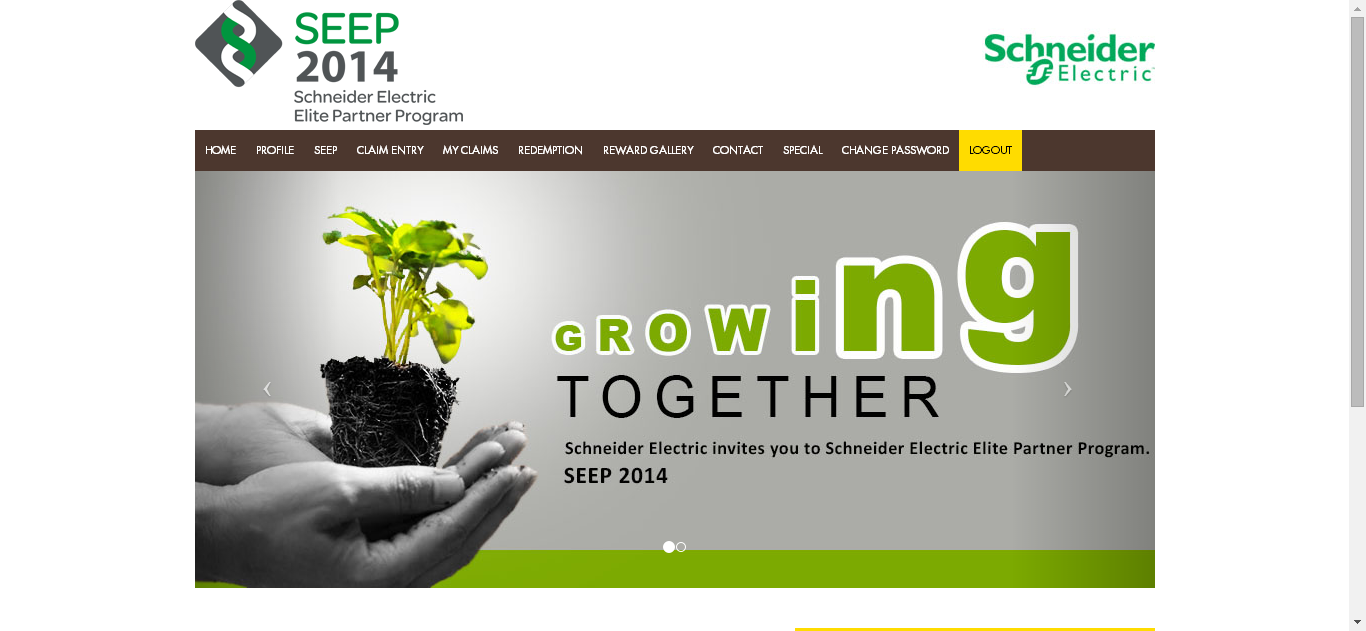 SEEP
2014
Schneider Electric
Elite Partner Program
Schneider
Electric
HOME PROFILE SEEP CLAIM ENTRY MY CLAIMS REDEMPTION REWARD GALLERY CONTACT SPECIAL CHANGE PASSWORD LOGOUT
GROWing
TOGETHER
Schneider Electric invites you to Schneider Electric Elite Partner Program.
SEEP 2014